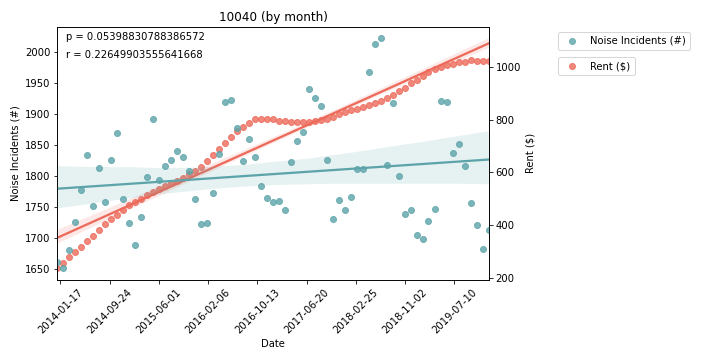 10040 (by month)
p = 0.05398830788386572
r = 0.22649903555641668
Noise Incidents (#)
Rent ($)
2000
1950
1900
1850
1800
1750
1700
1650
1000
800
600
400
200
Noise Incidents (#)
Rent ($)
2014-01-17
2014-09-24
2015-06-01
2016-02-06
2016-10-13
2017-06-20
2018-02-25
2018-11-02
2019-07-10
Date